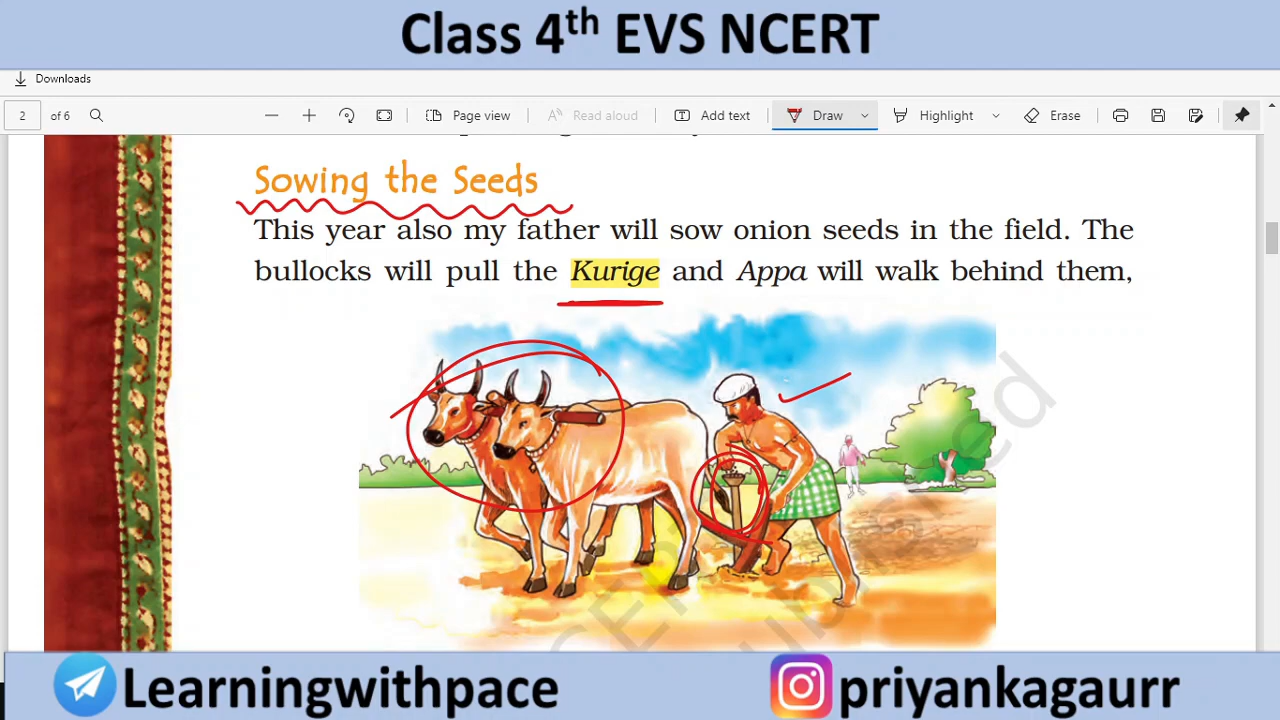 Class 4th EVS NCERT
Downloads
2 of 6 Page view Read aloud Add text Draw Highlight Erase
Sowing the Seeds
This year also my father will sow onion seeds in the field. The
bullocks will pull the Kurige and Appa will walk behind them,
Learningwithpace priyankagaurr